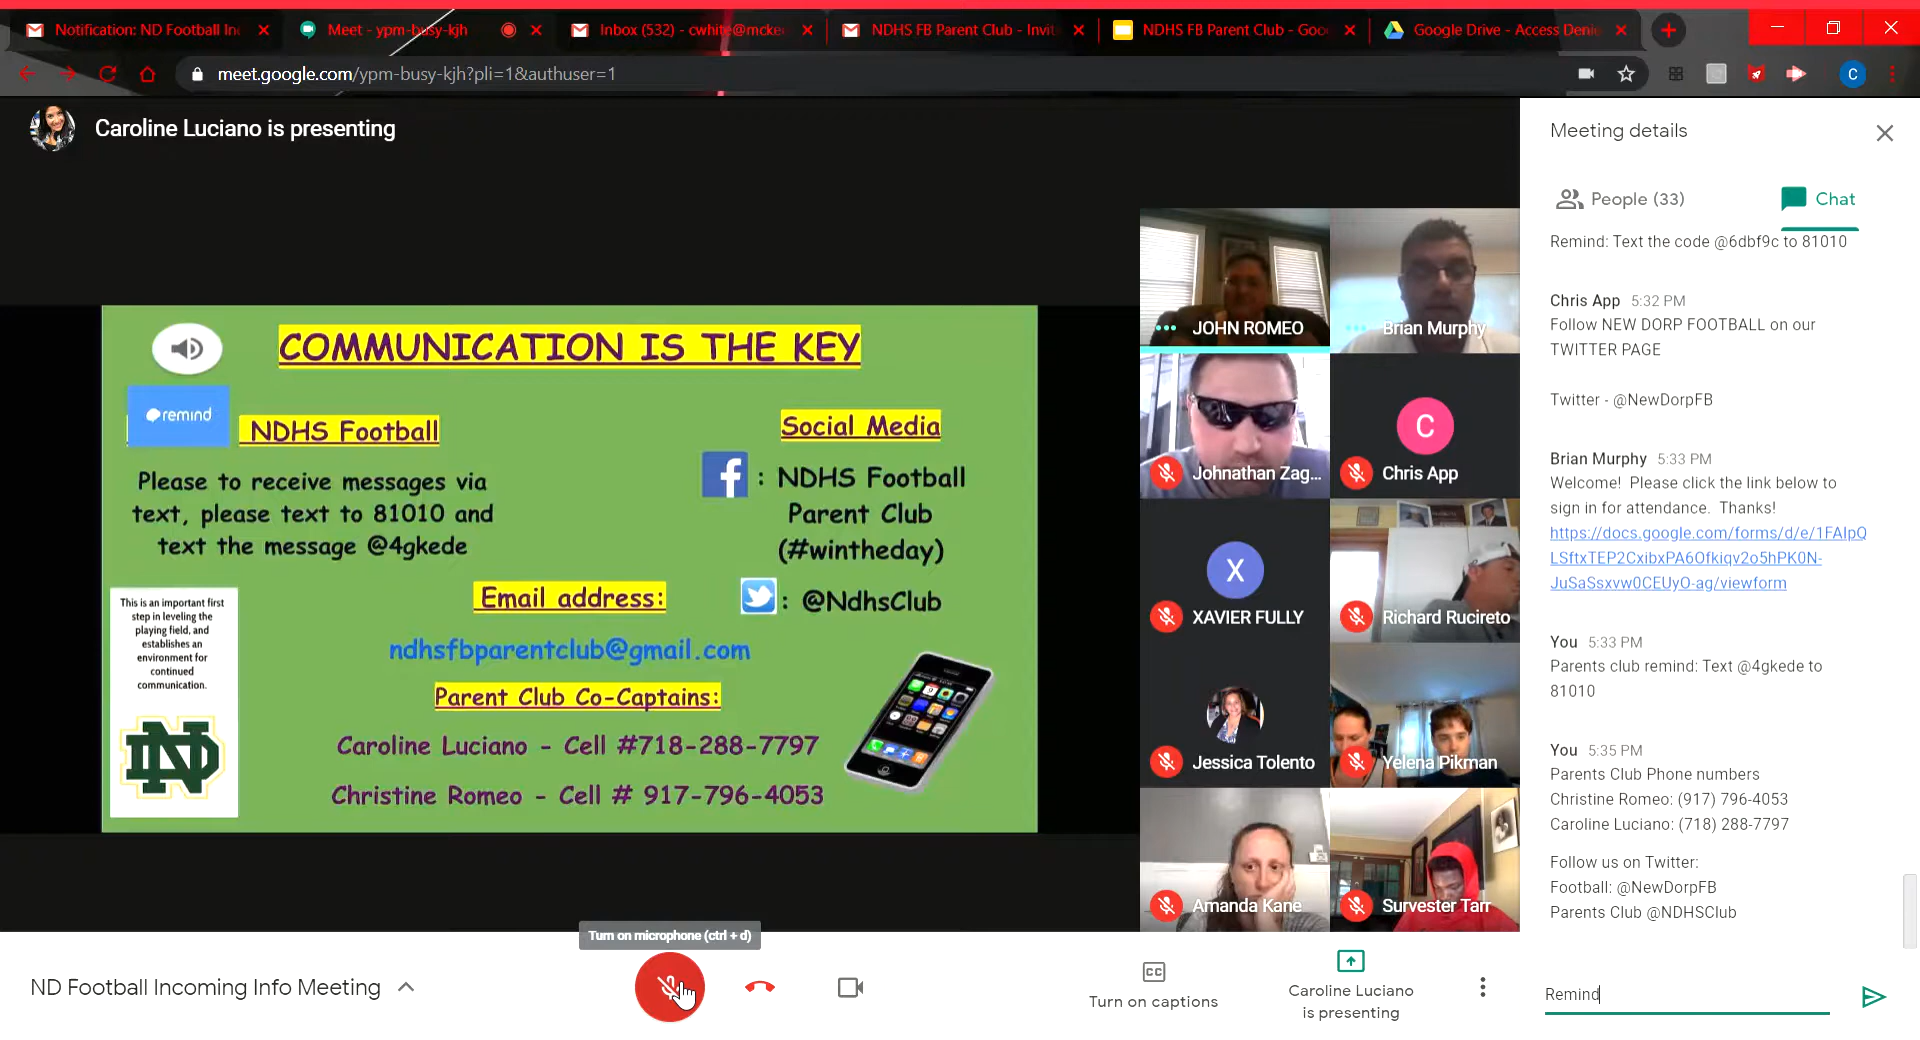 Notification: ND Football In
Meet - ypm-busy-kjh
Inbox (532) - cwhite@mcke
NDHS FB Parent Club - Invit
NDHS FB Parent Club - Goo
Google Drive - Access Deni
meet.google.com/ypm-busy-kjh?pli=1&authuser=1
C
Caroline Luciano is presenting
COMMUNICATION IS THE KEY
remind
NDHS Football
Please to receive messages via
text, please text to 81010 and
text the message @4gkede
Social Media
f : NDHS Football
Parent Club
(#wintheday)
: @NdhsClub
Email address:
ndhsfbparentclub@gmail.com
Parent Club Co-Captains:
Caroline Luciano - Cell #718-288-7797
Christine Romeo - Cell # 917-796-4053
This is an important first
step in leveling the
playing field, and
establishes an
environment for
continued
communication.
ND
JOHN ROMEO
Brian Murphy
Johnathan Zag...
C
Chris App
X
XAVIER FULLY
Richard Rucireto
Jessica Tolento
Yelena Pikman
Amanda Kane
Survester Tarr
Meeting details
People (33)
Chat
Remind: Text the code @6dbf9c to 81010
Chris App 5:32 PM
Follow NEW DORP FOOTBALL on our
TWITTER PAGE
Twitter - @NewDorpFB
Brian Murphy 5:33 PM
Welcome! Please click the link below to
sign in for attendance. Thanks!
https://docs.google.com/forms/d/e/1FAIpQ
LSftxTEP2CxibxPA6Ofkiqv2o5hPK0N-
JuSaSsxvw0CEUyO-ag/viewform
You 5:33 PM
Parents club remind: Text @4gkede to
81010
You 5:35 PM
Parents Club Phone numbers
Christine Romeo: (917) 796-4053
Caroline Luciano: (718) 288-7797
Follow us on Twitter:
Football: @NewDorpFB
Parents Club @NDHSClub
Remind
Turn on microphone (ctrl + d)
ND Football Incoming Info Meeting
CC
Turn on captions
Caroline Luciano
is presenting